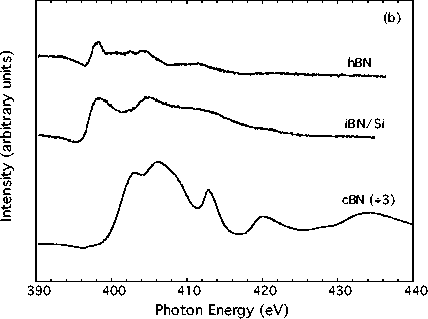 (b)
hBN
iBN/Si
cBN (÷3)
Intensity (arbitrary units)
390 400 410 420 430 440
Photon Energy (eV)